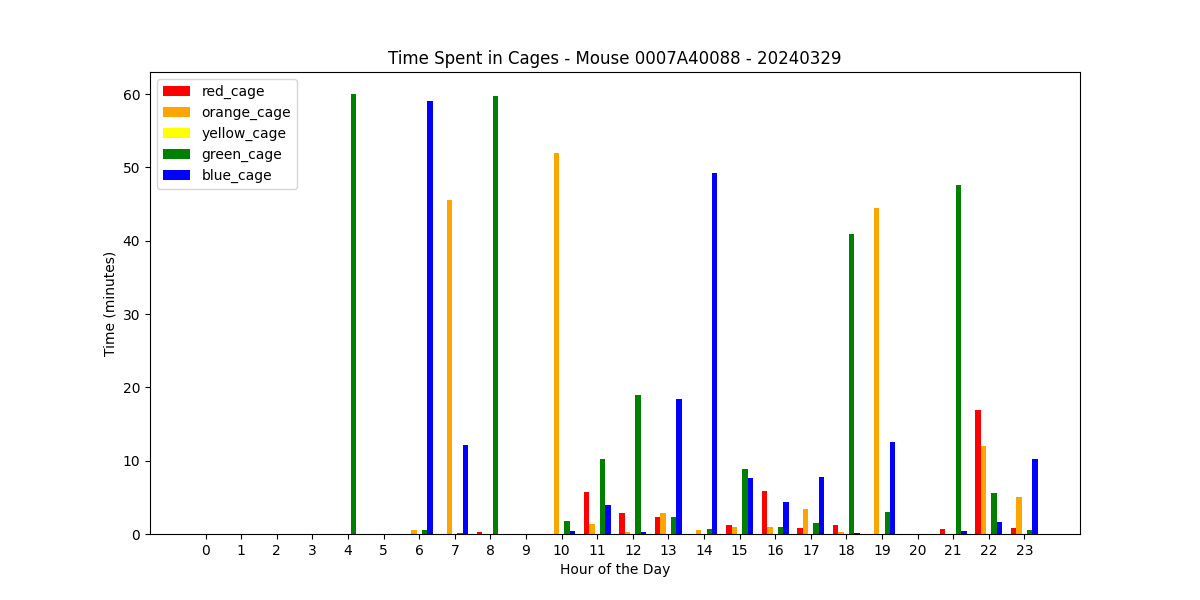 Time Spent in Cages - Mouse 0007A40088 - 20240329
red_cage
orange_cage
yellow_cage
green_cage
blue_cage
Time (minutes)
60
50
40
30
20
10
0
0 1 2 3 4 5 6 7 8 9 10 11 12 13 14 15 16 17 18 19 20 21 22 23
Hour of the Day